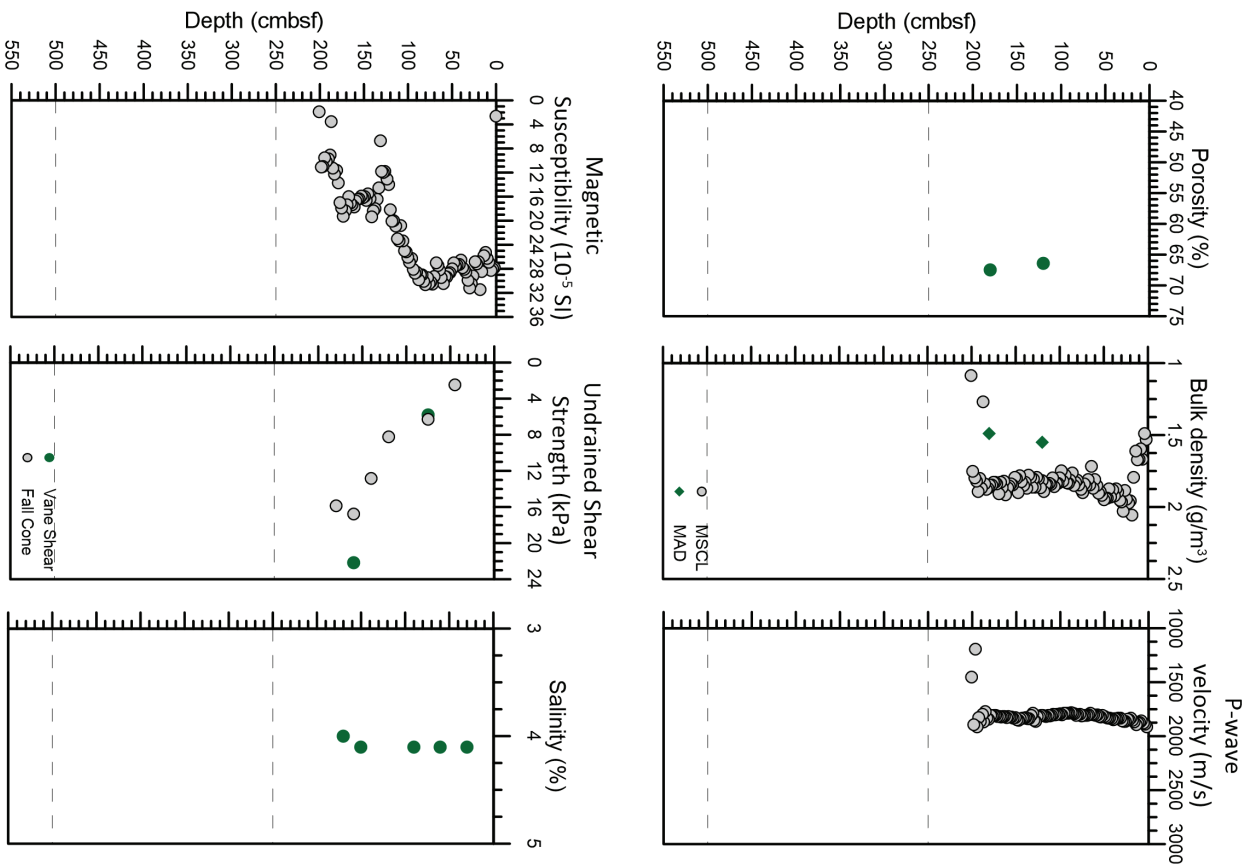 Porosity (%)
40 45 50 55 60 65 70 75
Bulk density (g/m³)
1 1.5 2 2.5
P-wave
velocity (m/s)
1000 1500 2000 2500 3000
Depth (cmbsf)
0
50
100
150
200
250
300
350
400
450
500
550
MSCL
MAD
Magnetic
Susceptibility (10⁻⁵ SI)
0 4 8 12 16 20 24 28 32 36
Undrained Shear
Strength (kPa)
0 4 8 12 16 20 24
Salinity (%)
3 4 5
Depth (cmbsf)
0
50
100
150
200
250
300
350
400
450
500
550
Vane Shear
Fall Cone